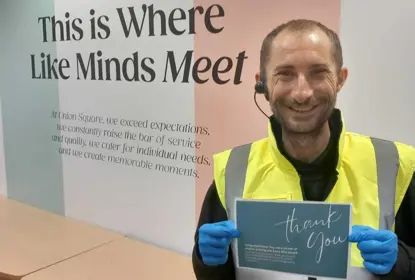 This is Where
Like Minds Meet
At Union Square, we exceed expectations,
we constantly raise the bar of service
and quality, we cater for individual needs,
and we create memorable moments.
thank
You